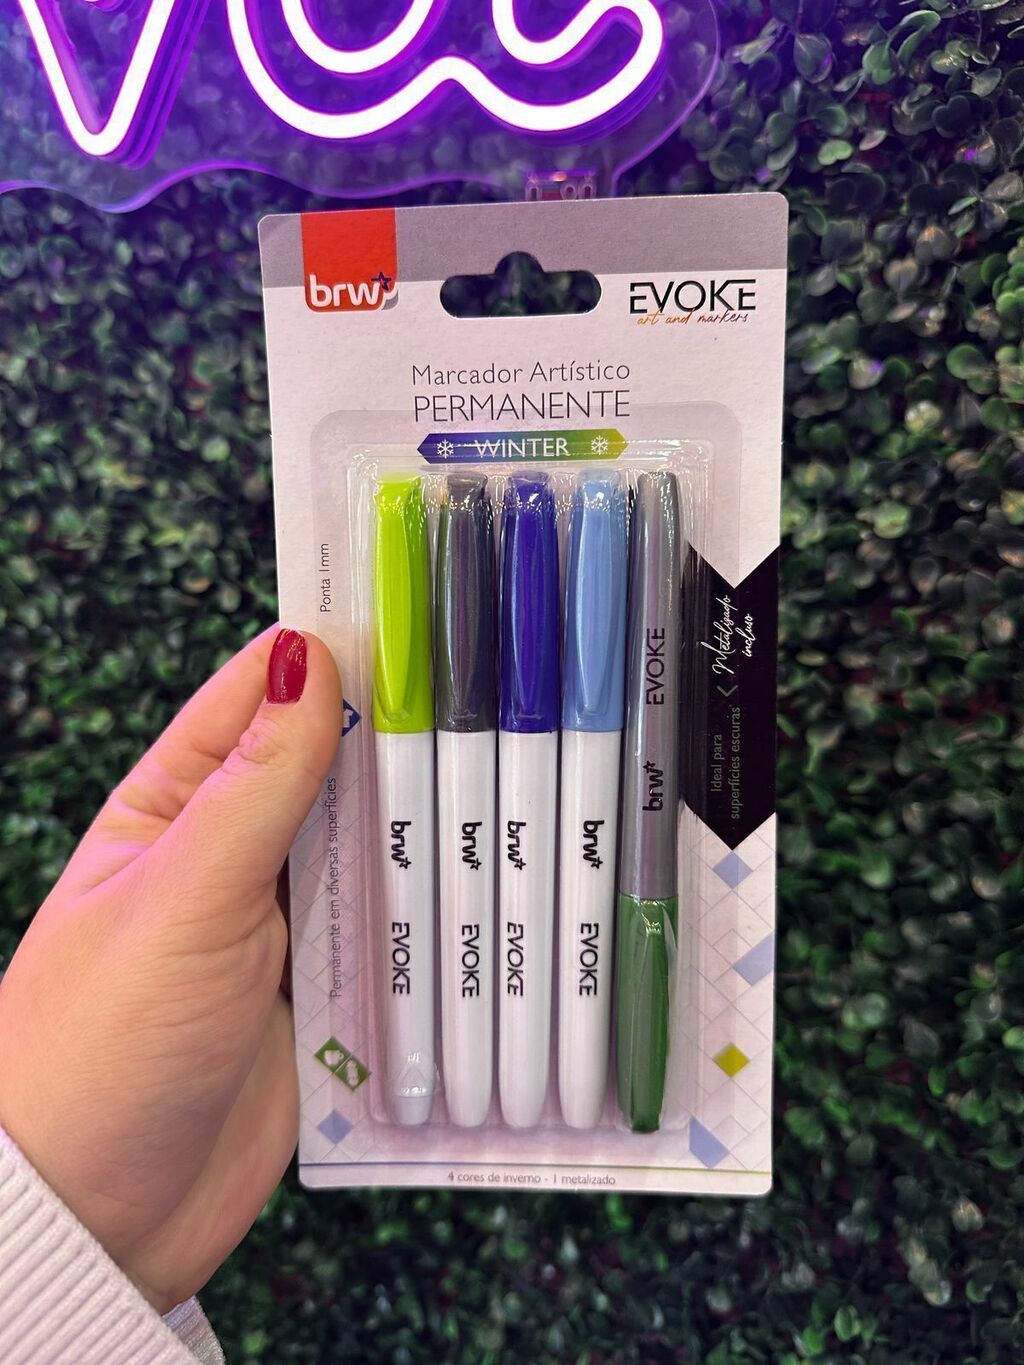 brw
EVOKE
art and markers
Marcador Artístico
PERMANENTE
WINTER
Ponta 1mm
Permanente em diversas superfícies
Metalizado
incluso
Ideal para
superfícies escuras
brw EVOKE
brw EVOKE
brw EVOKE
brw EVOKE
brw EVOKE
4 cores de inverno - 1 metalizado